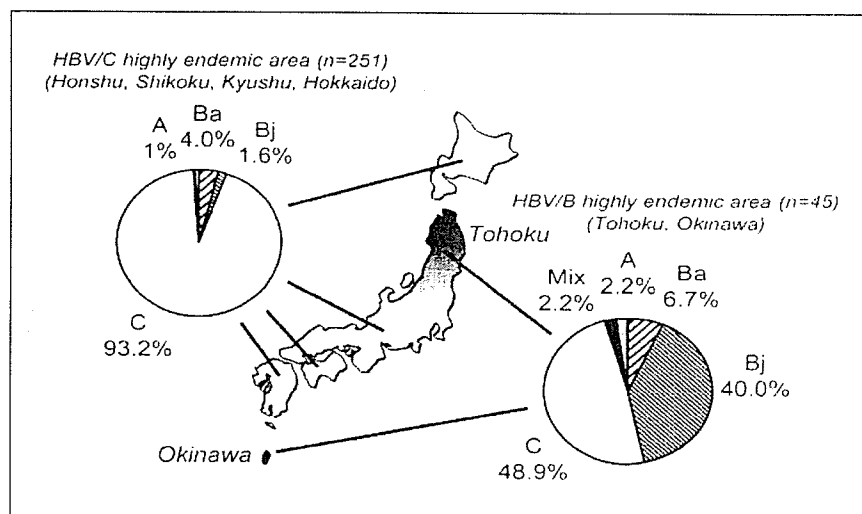 HBV/C highly endemic area (n=251)
(Honshu, Shikoku, Kyushu, Hokkaido)
A
1%
Ba
4.0%
Bj
1.6%
C
93.2%
HBV/B highly endemic area (n=45)
(Tohoku, Okinawa)
Tohoku
Mix
2.2%
A
2.2%
Ba
6.7%
Bj
40.0%
C
48.9%
Okinawa